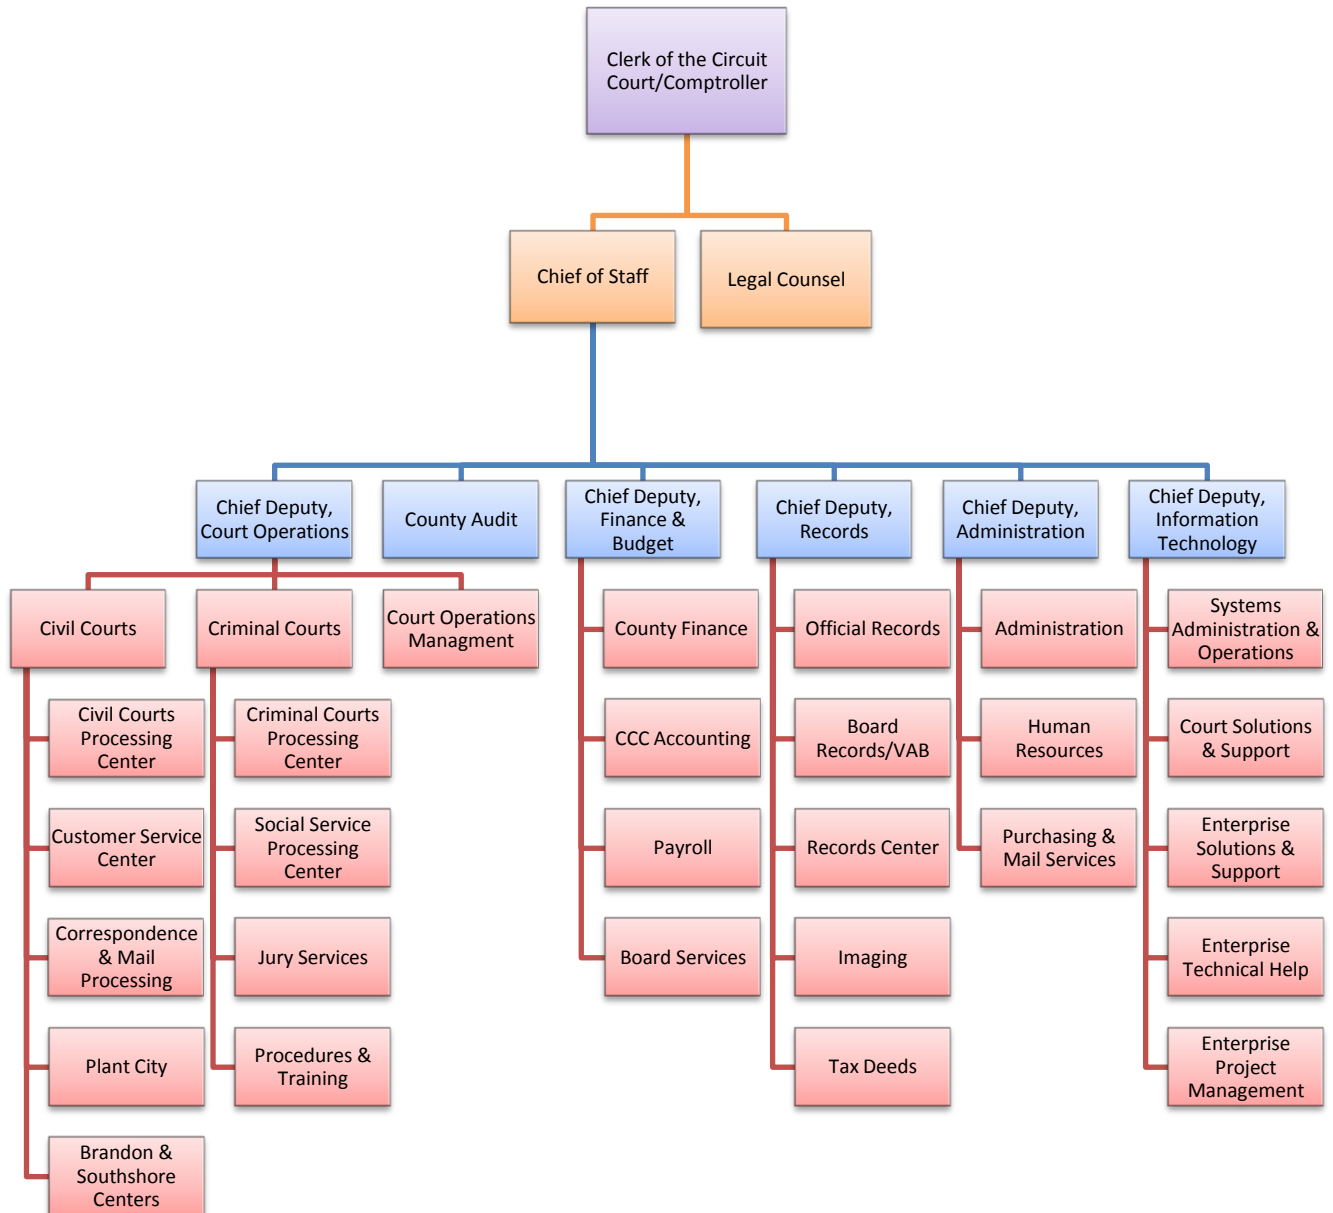 Clerk of the Circuit
Court/Comptroller
Chief of Staff
Legal Counsel
Chief Deputy,
Court Operations
County Audit
Chief Deputy,
Finance &
Budget
Chief Deputy,
Records
Chief Deputy,
Administration
Chief Deputy,
Information
Technology
Civil Courts
Criminal Courts
Court Operations
Managment
County Finance
Official Records
Administration
Systems
Administration &
Operations
Civil Courts
Processing
Center
Criminal Courts
Processing
Center
CCC Accounting
Board
Records/VAB
Human
Resources
Court Solutions
& Support
Customer Service
Center
Social Service
Processing
Center
Payroll
Records Center
Purchasing &
Mail Services
Enterprise
Solutions &
Support
Correspondence
& Mail
Processing
Jury Services
Board Services
Imaging
Enterprise
Technical Help
Plant City
Procedures &
Training
Tax Deeds
Enterprise
Project
Management
Brandon &
Southshore
Centers